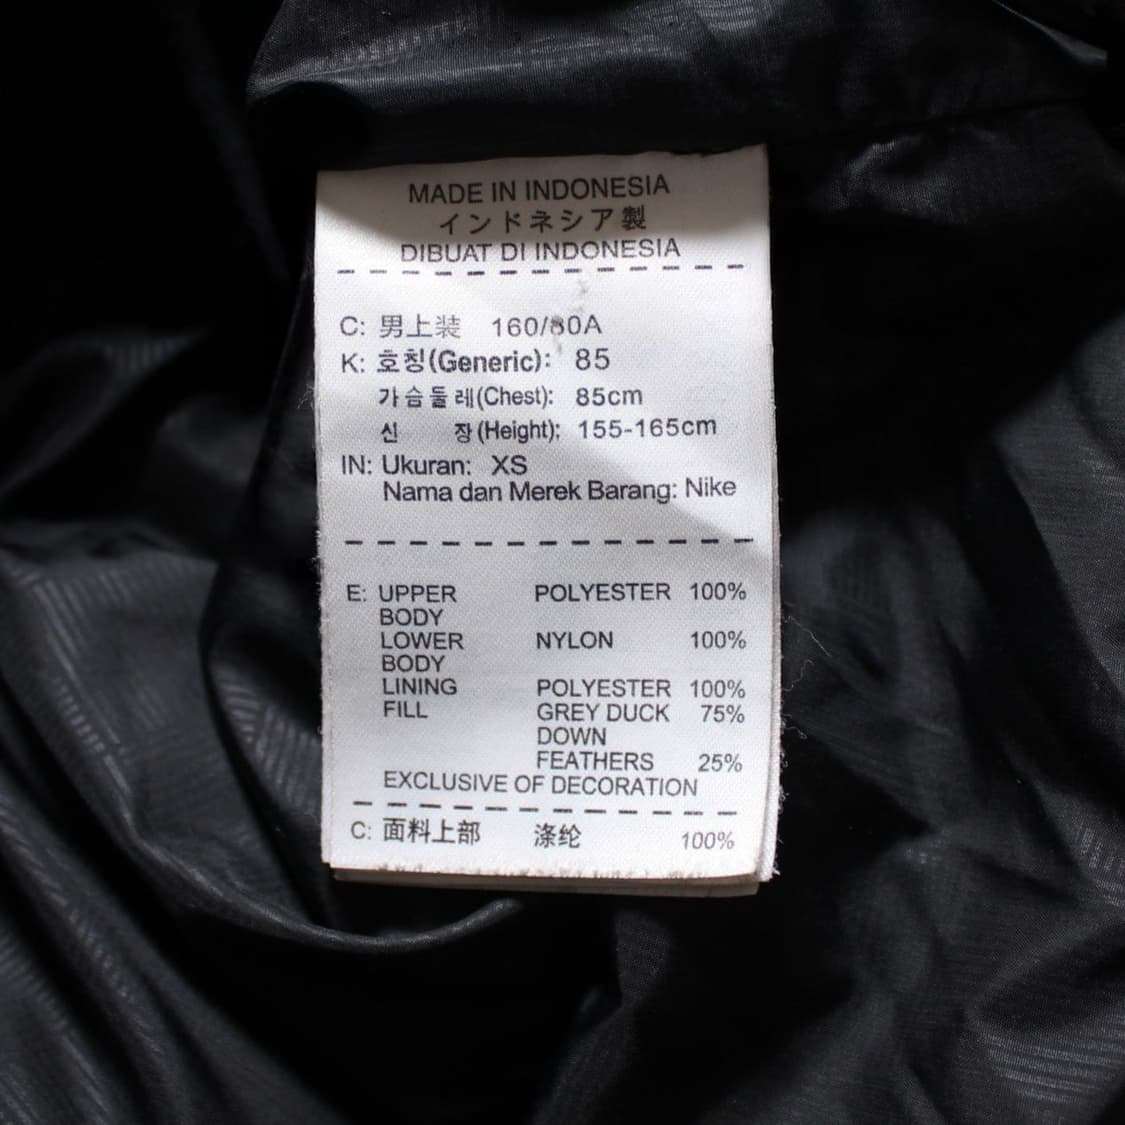 MADE IN INDONESIA
インドネシア製
DIBUAT DI INDONESIA
C: 男上装 160/80A
K: 호칭(Generic): 85
가슴둘레(Chest): 85cm
신 장(Height): 155-165cm
IN: Ukuran: XS
Nama dan Merek Barang: Nike
E: UPPER POLYESTER 100%
BODY
LOWER NYLON 100%
BODY
LINING POLYESTER 100%
FILL GREY DUCK 75%
DOWN
FEATHERS 25%
EXCLUSIVE OF DECORATION
C: 面料上部 涤纶 100%